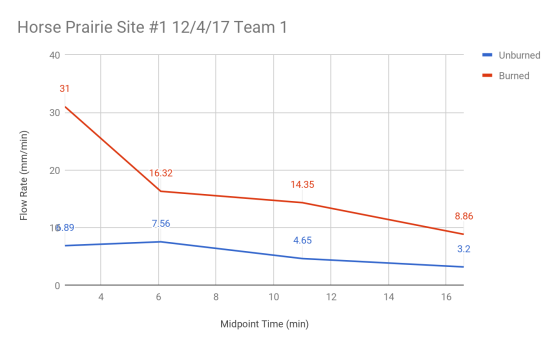 Horse Prairie Site #1 12/4/17 Team 1
Unburned
Burned
Flow Rate (mm/min)
40
30
20
10
0
31
16.32
14.35
8.86
6.89
7.56
4.65
3.2
4 6 8 10 12 14 16
Midpoint Time (min)